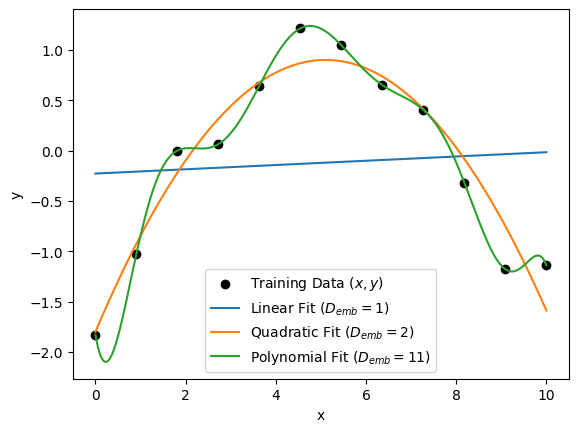 1.0
0.5
0.0
−0.5
−1.0
−1.5
−2.0
y
Training Data (x, y)
Linear Fit (D_emb = 1)
Quadratic Fit (D_emb = 2)
Polynomial Fit (D_emb = 11)
0 2 4 6 8 10
x